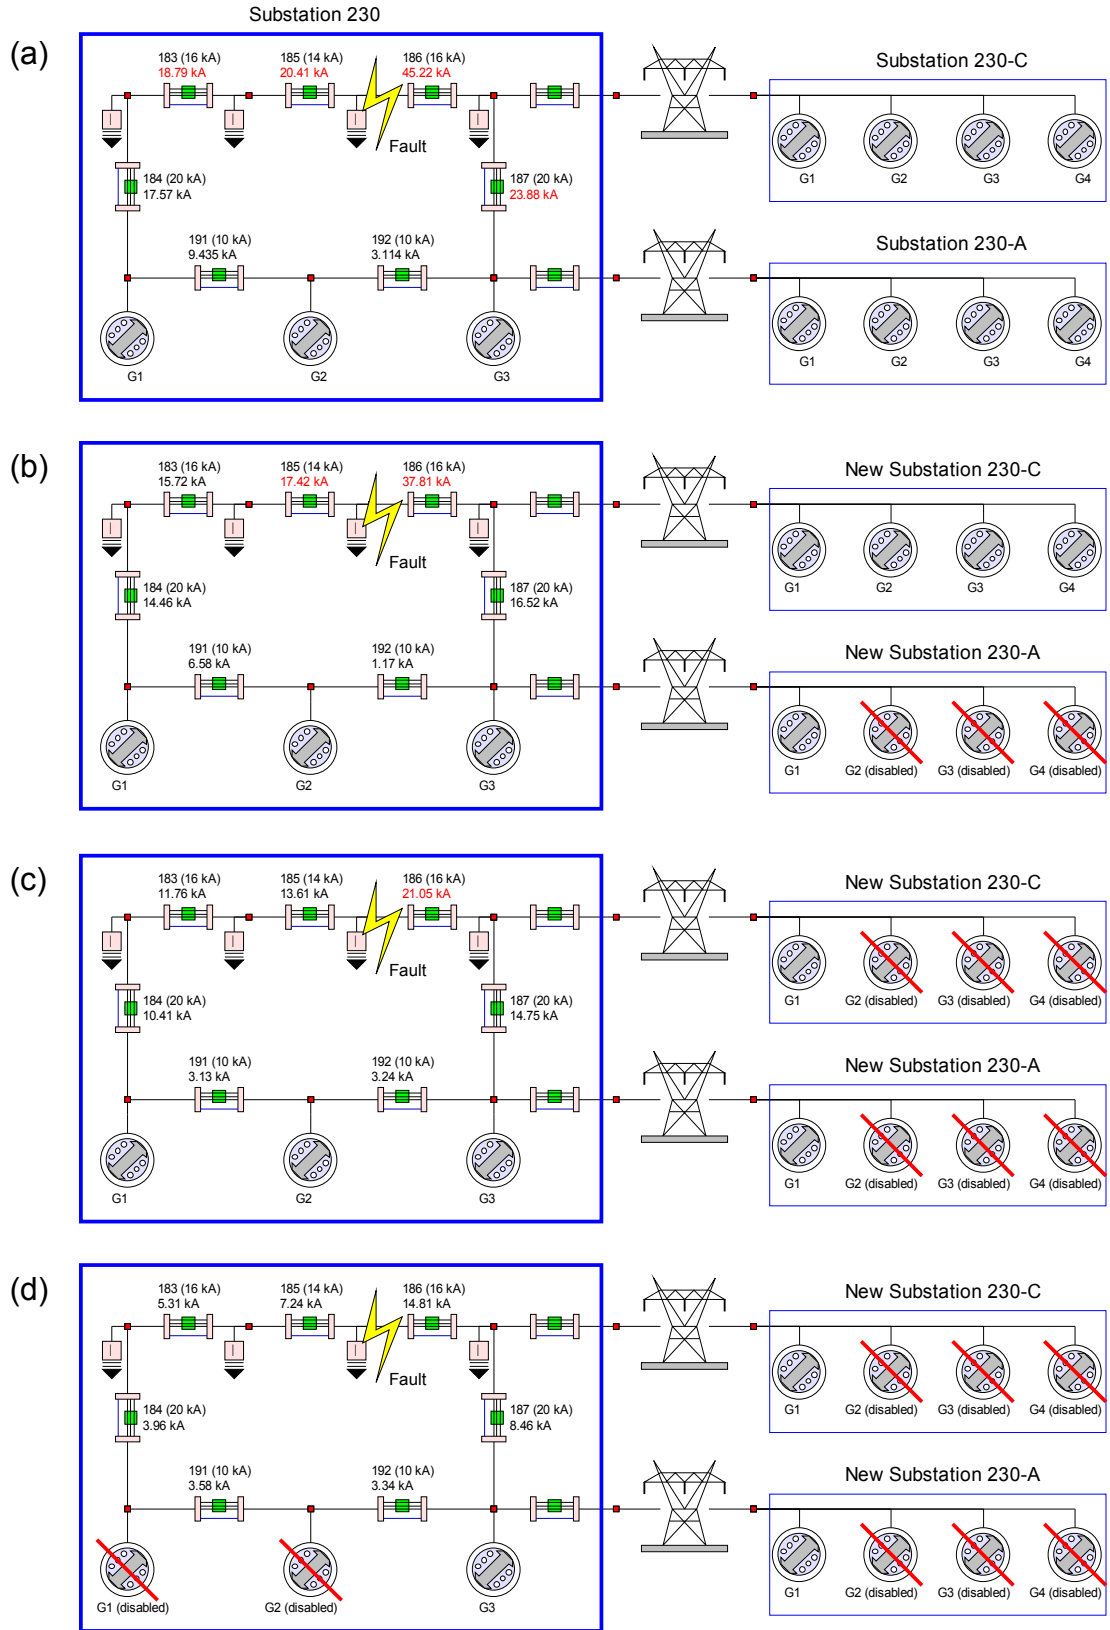 Substation 230
(a)
183 (16 kA)
18.79 kA
185 (14 kA)
20.41 kA
186 (16 kA)
45.22 kA
Fault
184 (20 kA)
17.57 kA
187 (20 kA)
23.88 kA
191 (10 kA)
9.435 kA
192 (10 kA)
3.114 kA
G1
G2
G3
Substation 230-C
G1
G2
G3
G4
Substation 230-A
G1
G2
G3
G4
(b)
183 (16 kA)
15.72 kA
185 (14 kA)
17.42 kA
186 (16 kA)
37.81 kA
Fault
184 (20 kA)
14.46 kA
187 (20 kA)
16.52 kA
191 (10 kA)
6.58 kA
192 (10 kA)
1.17 kA
G1
G2
G3
New Substation 230-C
G1
G2
G3
G4
New Substation 230-A
G1
G2 (disabled)
G3 (disabled)
G4 (disabled)
(c)
183 (16 kA)
11.76 kA
185 (14 kA)
13.61 kA
186 (16 kA)
21.05 kA
Fault
184 (20 kA)
10.41 kA
187 (20 kA)
14.75 kA
191 (10 kA)
3.13 kA
192 (10 kA)
3.24 kA
G1
G2
G3
New Substation 230-C
G1
G2 (disabled)
G3 (disabled)
G4 (disabled)
New Substation 230-A
G1
G2 (disabled)
G3 (disabled)
G4 (disabled)
(d)
183 (16 kA)
5.31 kA
185 (14 kA)
7.24 kA
186 (16 kA)
14.81 kA
Fault
184 (20 kA)
3.96 kA
187 (20 kA)
8.46 kA
191 (10 kA)
3.58 kA
192 (10 kA)
3.34 kA
G1 (disabled)
G2 (disabled)
G3
New Substation 230-C
G1
G2 (disabled)
G3 (disabled)
G4 (disabled)
New Substation 230-A
G1
G2 (disabled)
G3 (disabled)
G4 (disabled)